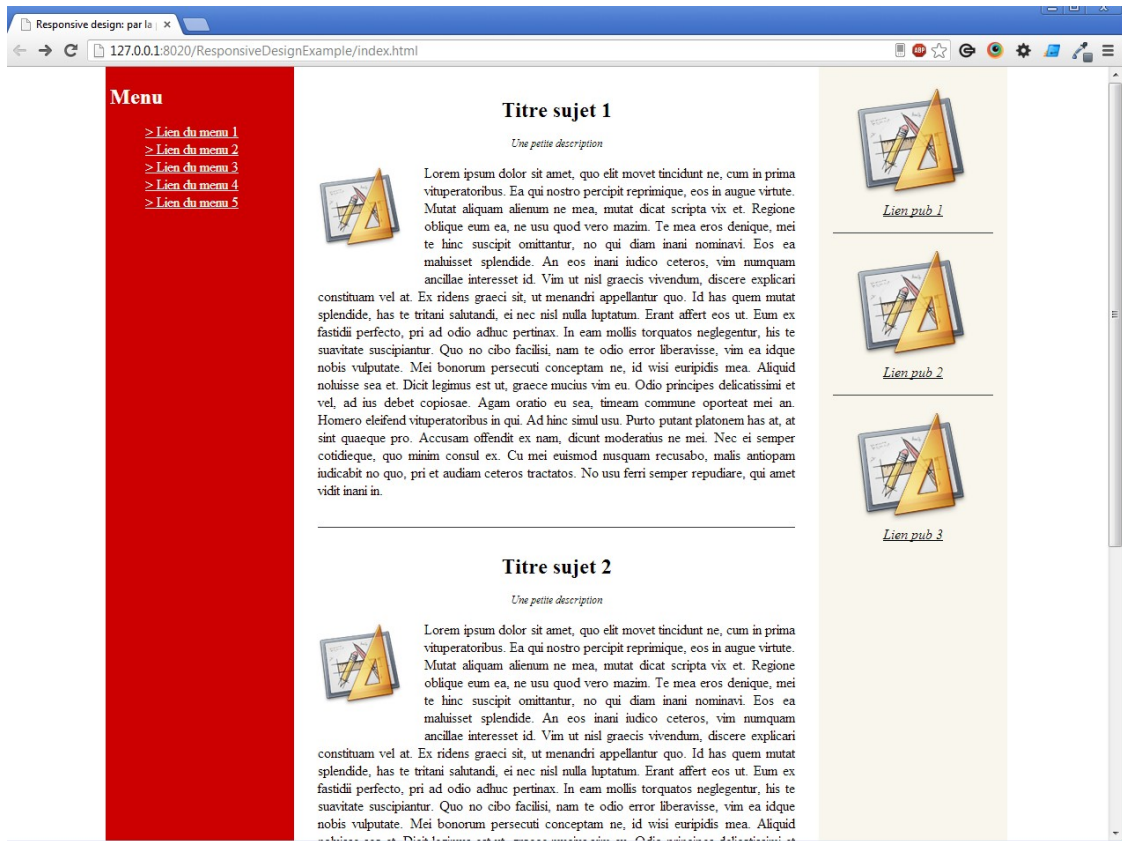 Responsive design: par la
127.0.0.1:8020/ResponsiveDesignExample/index.html
ABP
Menu
> Lien du menu 1
> Lien du menu 2
> Lien du menu 3
> Lien du menu 4
> Lien du menu 5
Titre sujet 1
Une petite description
Lorem ipsum dolor sit amet, quo elit movet tincidunt ne, cum in prima
vituperatoribus. Ea qui nostro percipit reprimique, eos in augue virtute.
Mutat aliquam alienum ne mea, mutat dicat scripta vix et. Regione
oblique eum ea, ne usu quod vero mazim. Te mea eros denique, mei
te hinc suscipit omittantur, no qui diam inani nominavi. Eos ea
maluisset splendide. An eos inani iudico ceteros, vim numquam
ancillae interesset id. Vim ut nisl graecis vivendum, discere explicari
constituam vel at. Ex ridens graeci sit, ut menandri appellantur quo. Id has quem mutat
splendide, has te tritani salutandi, ei nec nisl nulla luptatum. Erant affert eos ut. Eum ex
fastidii perfecto, pri ad odio adhuc pertinax. In eam mollis torquatos neglegentur, his te
suavitate suscipiantur. Quo no cibo facilisi, nam te odio error liberavisse, vim ea idque
nobis vulputate. Mei bonorum persecuti conceptam ne, id wisi euripidis mea. Aliquid
noluisse sea et. Dicit legimus est ut, graece mucius vim eu. Odio principes delicatissimi et
vel, ad ius debet copiosae. Agam oratio eu sea, timeam commune oporteat mei an.
Homero eleifend vituperatoribus in qui. Ad hinc simul usu. Purto putant platonem has at, at
sint quaeque pro. Accusam offendit ex nam, dicunt moderatius ne mei. Nec ei semper
cotidieque, quo minim consul ex. Cu mei euismod nusquam recusabo, malis antiopam
iudicabit no quo, pri et audiam ceteros tractatos. No usu ferri semper repudiare, qui amet
vidit inani in.
Titre sujet 2
Une petite description
Lorem ipsum dolor sit amet, quo elit movet tincidunt ne, cum in prima
vituperatoribus. Ea qui nostro percipit reprimique, eos in augue virtute.
Mutat aliquam alienum ne mea, mutat dicat scripta vix et. Regione
oblique eum ea, ne usu quod vero mazim. Te mea eros denique, mei
te hinc suscipit omittantur, no qui diam inani nominavi. Eos ea
maluisset splendide. An eos inani iudico ceteros, vim numquam
ancillae interesset id. Vim ut nisl graecis vivendum, discere explicari
constituam vel at. Ex ridens graeci sit, ut menandri appellantur quo. Id has quem mutat
splendide, has te tritani salutandi, ei nec nisl nulla luptatum. Erant affert eos ut. Eum ex
fastidii perfecto, pri ad odio adhuc pertinax. In eam mollis torquatos neglegentur, his te
suavitate suscipiantur. Quo no cibo facilisi, nam te odio error liberavisse, vim ea idque
nobis vulputate. Mei bonorum persecuti conceptam ne, id wisi euripidis mea. Aliquid
Lien pub 1
Lien pub 2
Lien pub 3